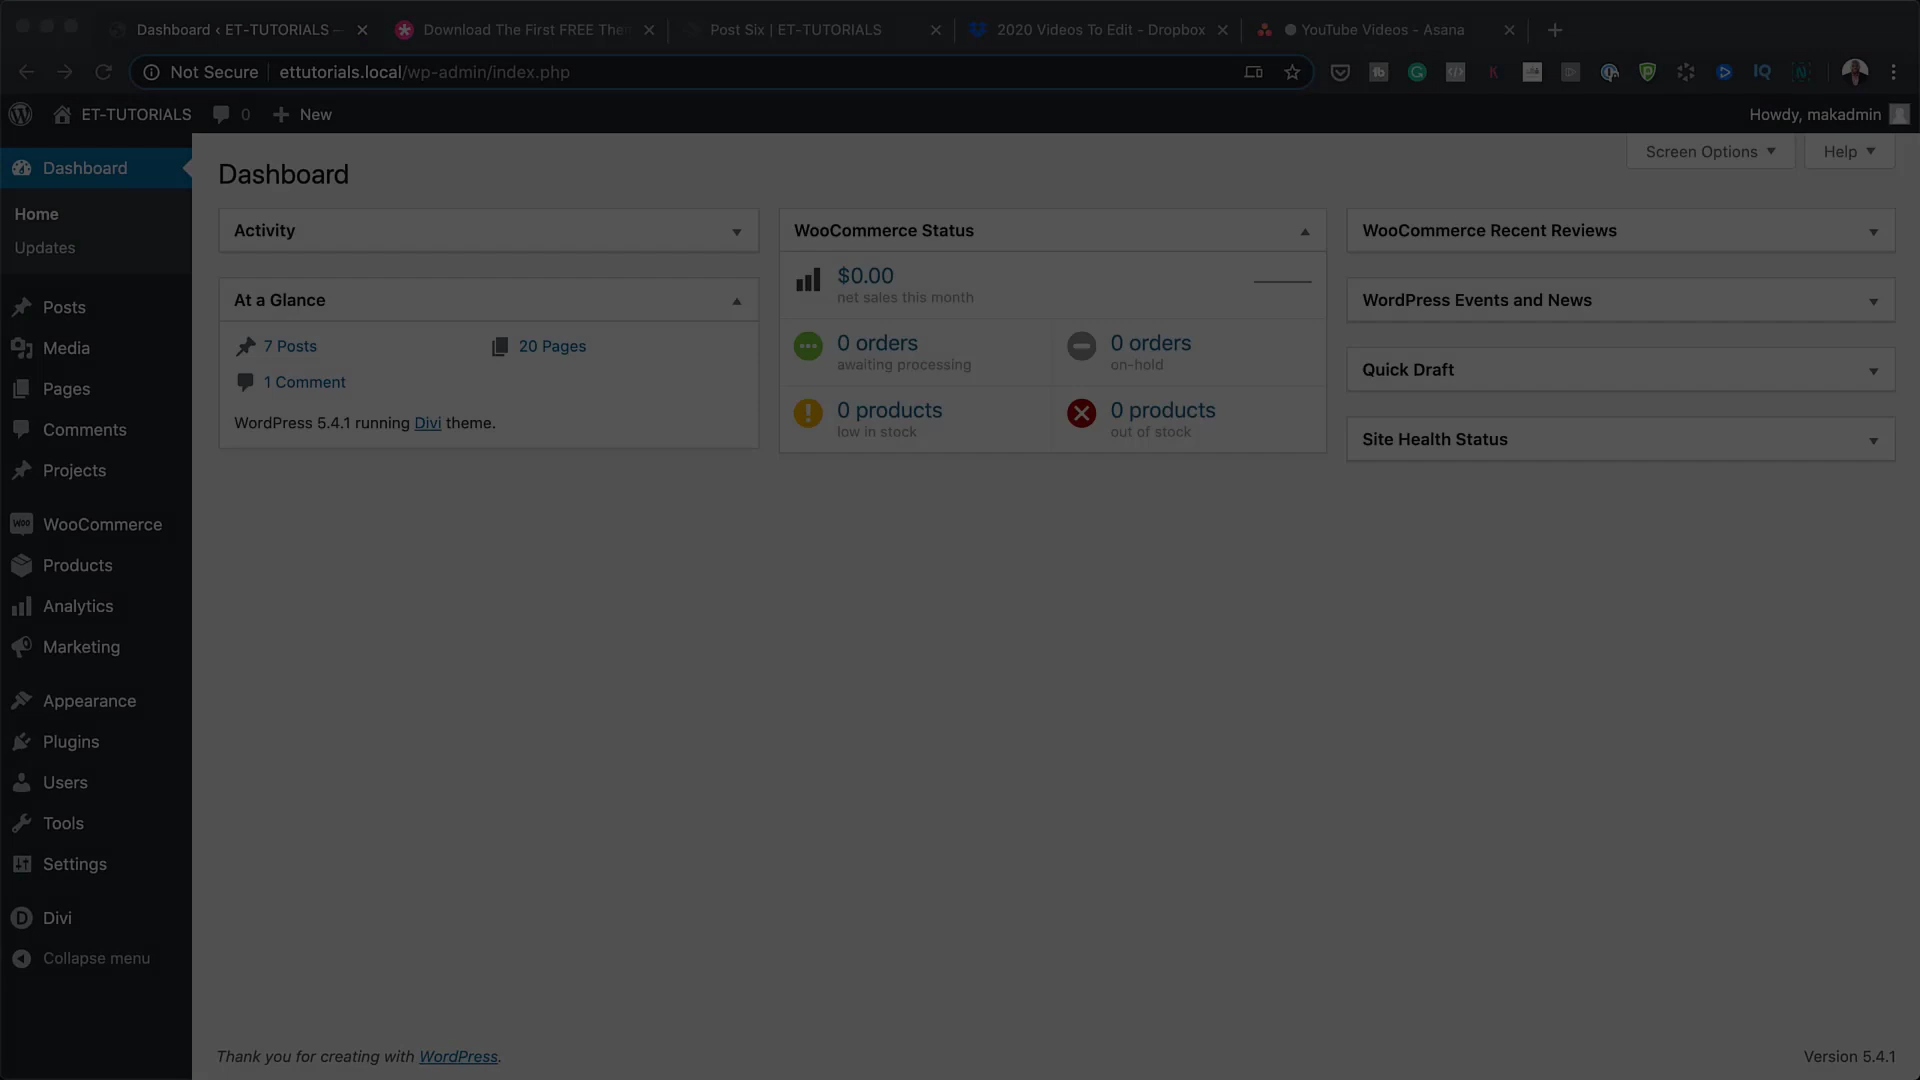 Dashboard ‹ ET-TUTORIALS —
Download The First FREE The
Post Six | ET-TUTORIALS
2020 Videos To Edit - Dropbox
YouTube Videos - Asana
Not Secure
ettutorials.local/wp-admin/index.php
ET-TUTORIALS
0
New
Howdy, makadmin
Dashboard
Home
Updates
Posts
Media
Pages
Comments
Projects
WooCommerce
Products
Analytics
Marketing
Appearance
Plugins
Users
Tools
Settings
Divi
Collapse menu
Dashboard
Screen Options
Help
Activity
At a Glance
7 Posts
20 Pages
1 Comment
WordPress 5.4.1 running Divi theme.
WooCommerce Status
$0.00
net sales this month
0 orders
awaiting processing
0 orders
on-hold
0 products
low in stock
0 products
out of stock
WooCommerce Recent Reviews
WordPress Events and News
Quick Draft
Site Health Status
Thank you for creating with WordPress.
Version 5.4.1